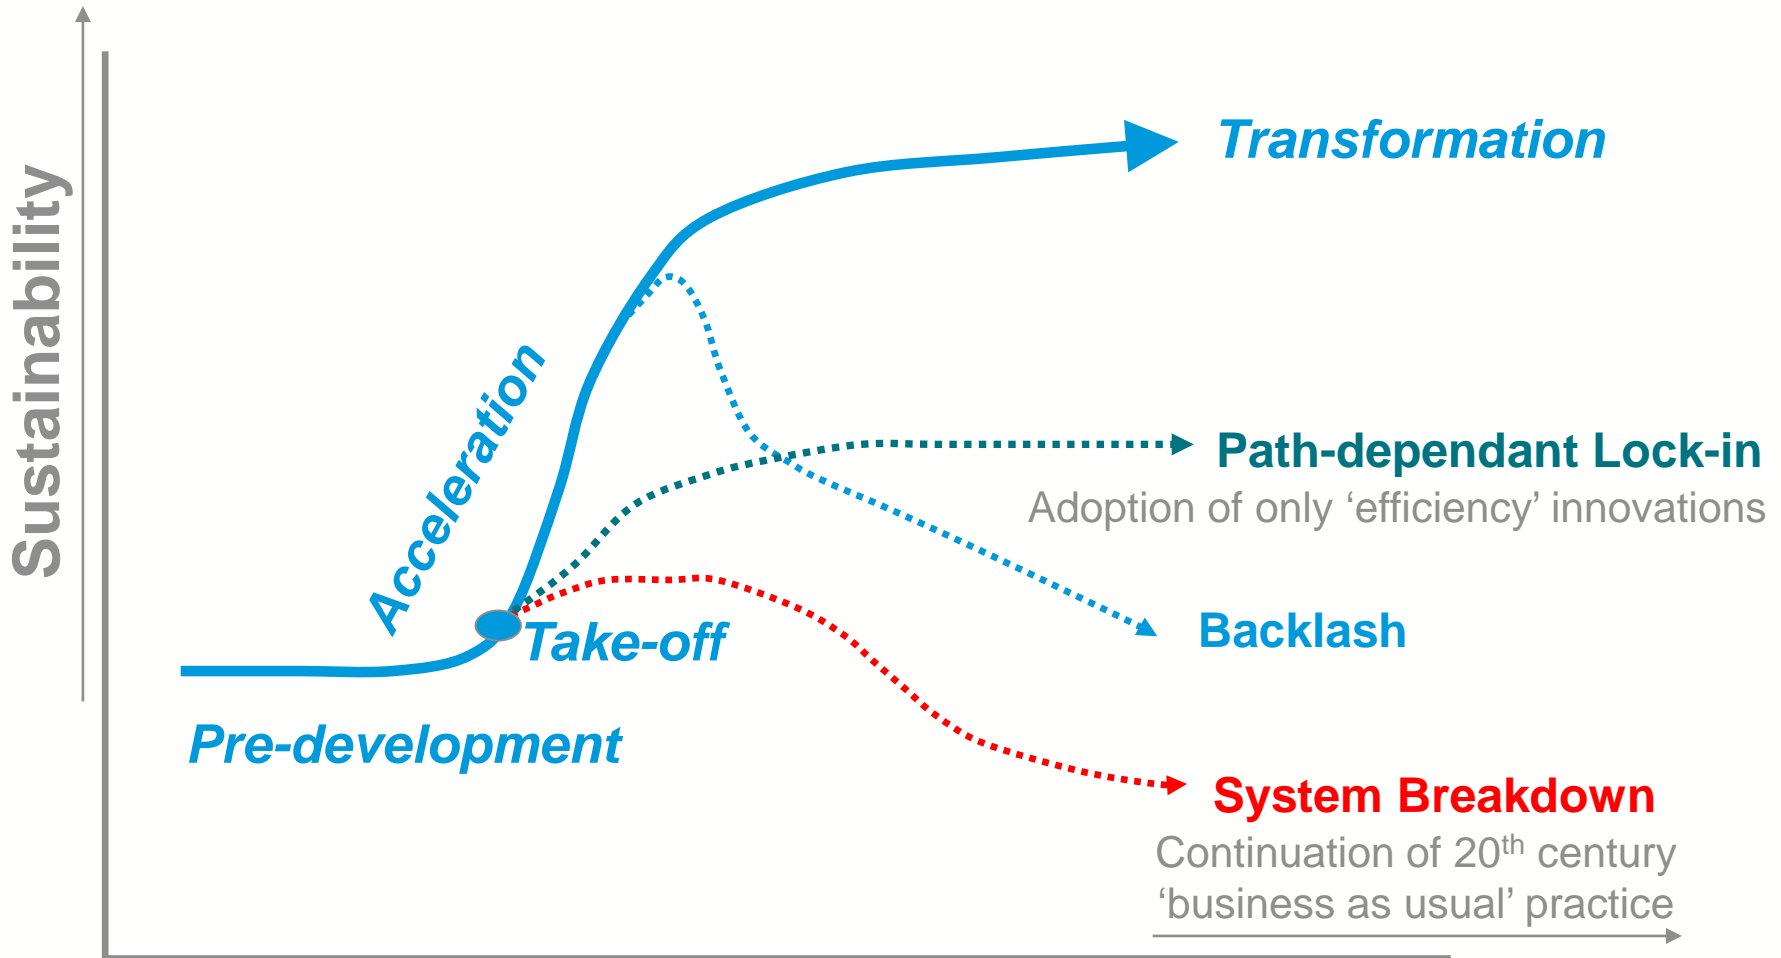 Sustainability
Transformation
Acceleration
Path-dependant Lock-in
Adoption of only ‘efficiency’ innovations
Take-off
Backlash
Pre-development
System Breakdown
Continuation of 20th century
‘business as usual’ practice